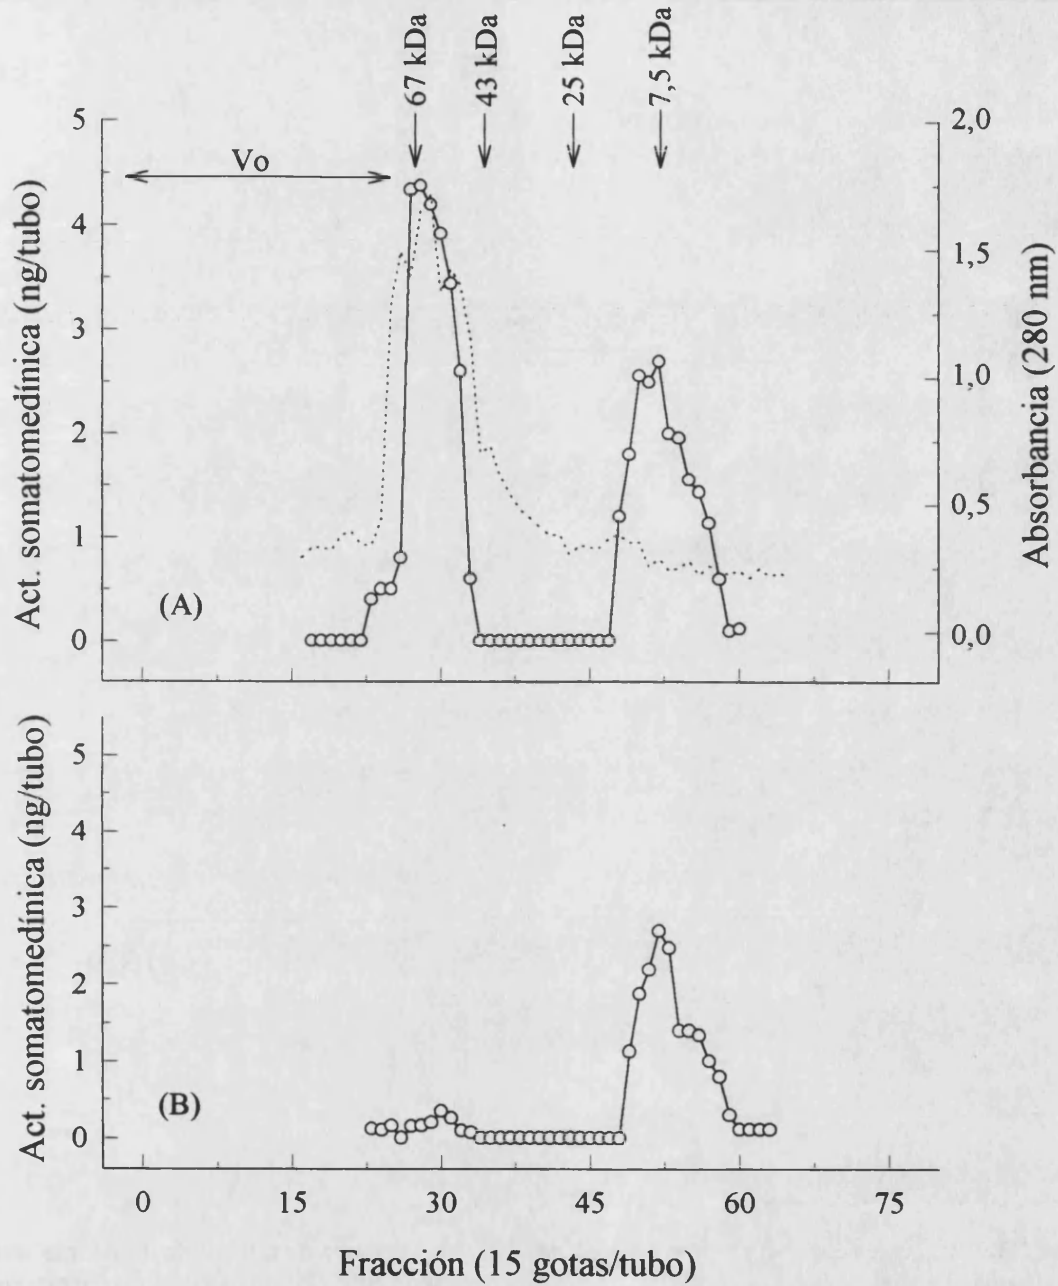 67 kDa
43 kDa
25 kDa
7,5 kDa
Vo
5
4
3
2
1
0
Act. somatomedínica (ng/tubo)
2,0
1,5
1,0
0,5
0,0
Absorbancia (280 nm)
(A)
5
4
3
2
1
0
Act. somatomedínica (ng/tubo)
(B)
0 15 30 45 60 75
Fracción (15 gotas/tubo)